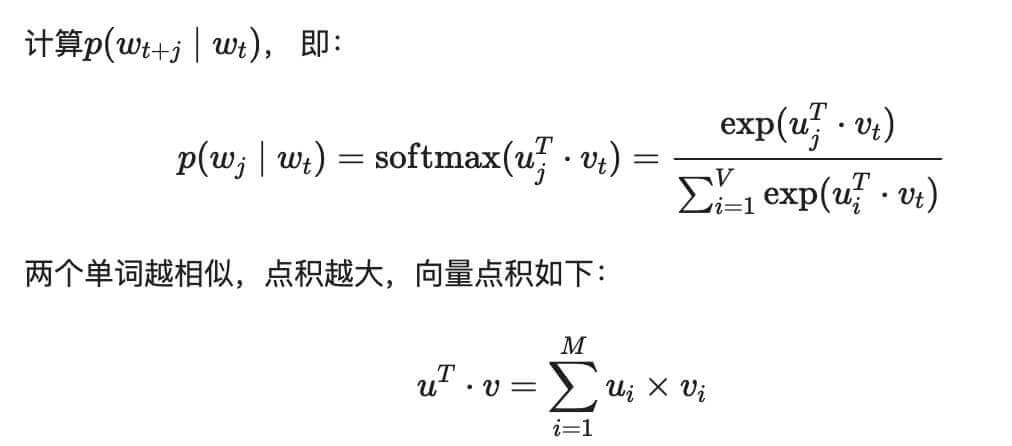 计算$p(w_{t+j} \mid w_t)$， 即：
$p(w_j \mid w_t) = \mathrm{softmax}(u_j^T \cdot v_t) = \frac{\exp(u_j^T \cdot v_t)}{\sum_{i=1}^{V} \exp(u_i^T \cdot v_t)}$
两个单词越相似，点积越大，向量点积如下：
$u^T \cdot v = \sum_{i=1}^{M} u_i \times v_i$